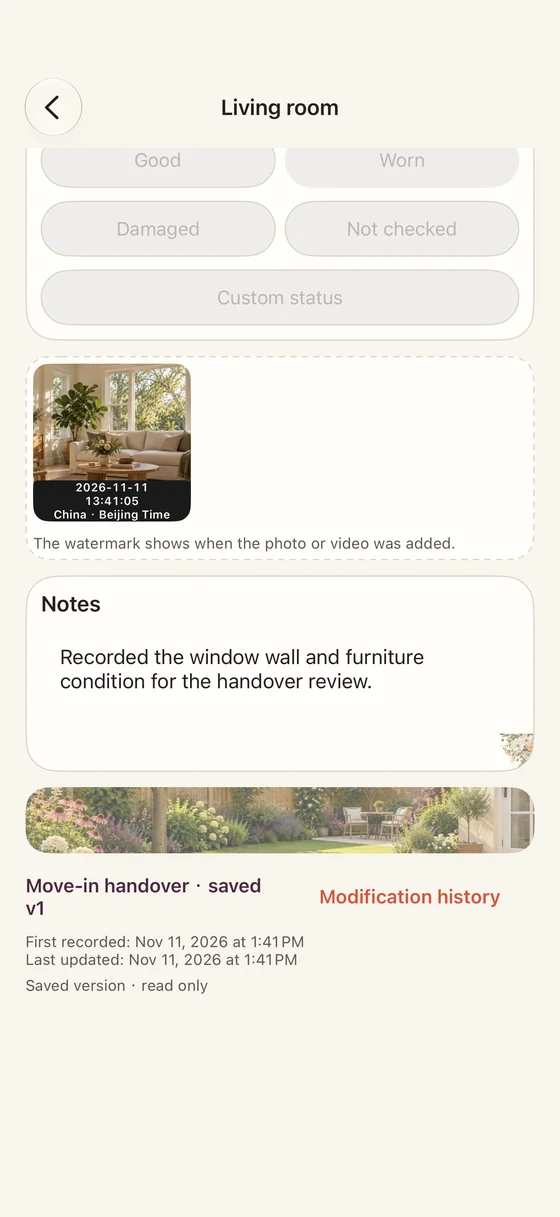 Living room
Good
Worn
Damaged
Not checked
Custom status
2026-11-11
13:41:05
China · Beijing Time
The watermark shows when the photo or video was added.
Notes
Recorded the window wall and furniture
condition for the handover review.
Move-in handover · saved
v1
Modification history
First recorded: Nov 11, 2026 at 1:41 PM
Last updated: Nov 11, 2026 at 1:41 PM
Saved version · read only